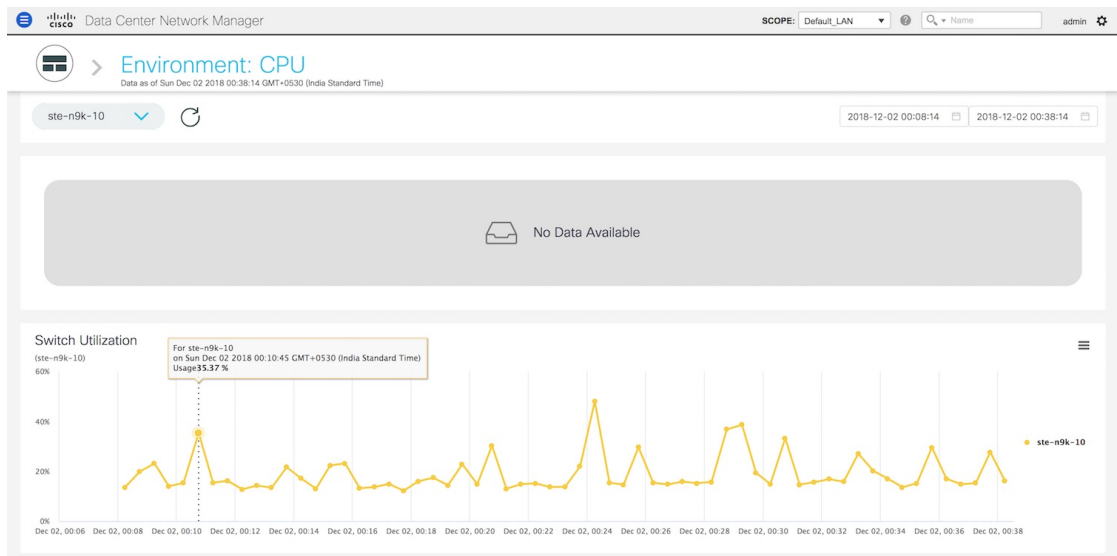 cisco Data Center Network Manager
SCOPE: Default_LAN ? Name admin
Environment: CPU
Data as of Sun Dec 02 2018 00:38:14 GMT+0530 (India Standard Time)
ste-n9k-10
2018-12-02 00:08:14 2018-12-02 00:38:14
No Data Available
Switch Utilization
(ste-n9k-10)
For ste-n9k-10
on Sun Dec 02 2018 00:10:45 GMT+0530 (India Standard Time)
Usage35.37 %
60%
40%
20%
0%
ste-n9k-10
Dec 02, 00:06 Dec 02, 00:08 Dec 02, 00:10 Dec 02, 00:12 Dec 02, 00:14 Dec 02, 00:16 Dec 02, 00:18 Dec 02, 00:20 Dec 02, 00:22 Dec 02, 00:24 Dec 02, 00:26 Dec 02, 00:28 Dec 02, 00:30 Dec 02, 00:32 Dec 02, 00:34 Dec 02, 00:36 Dec 02, 00:38